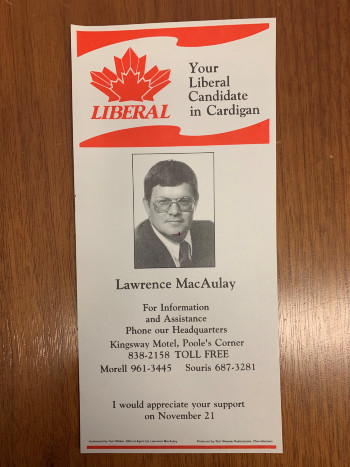 LIBERAL
Your
Liberal
Candidate
in Cardigan
Lawrence MacAulay
For Information
and Assistance
Phone our Headquarters
Kingsway Motel, Poole's Corner
838-2158 TOLL FREE
Morell 961-3445 Souris 687-3281
I would appreciate your support
on November 21